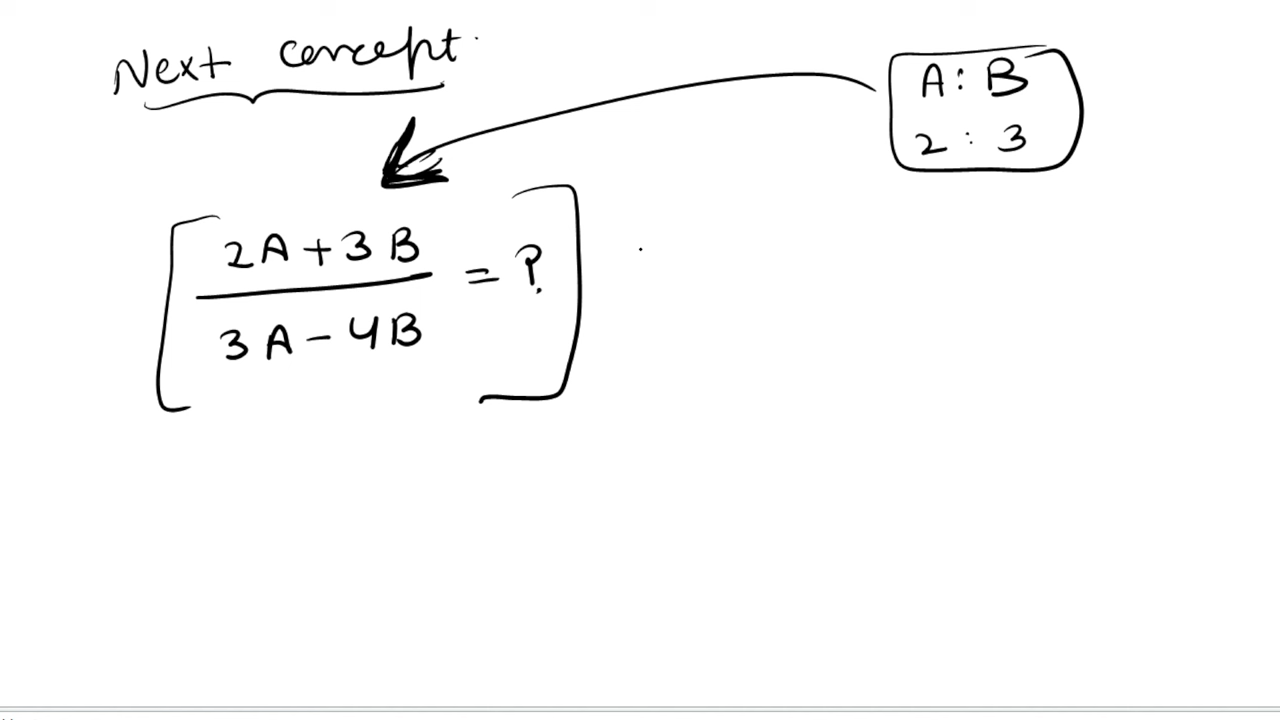 Next concept.
A : B
2 : 3
2A + 3B
= ?
3A - 4B